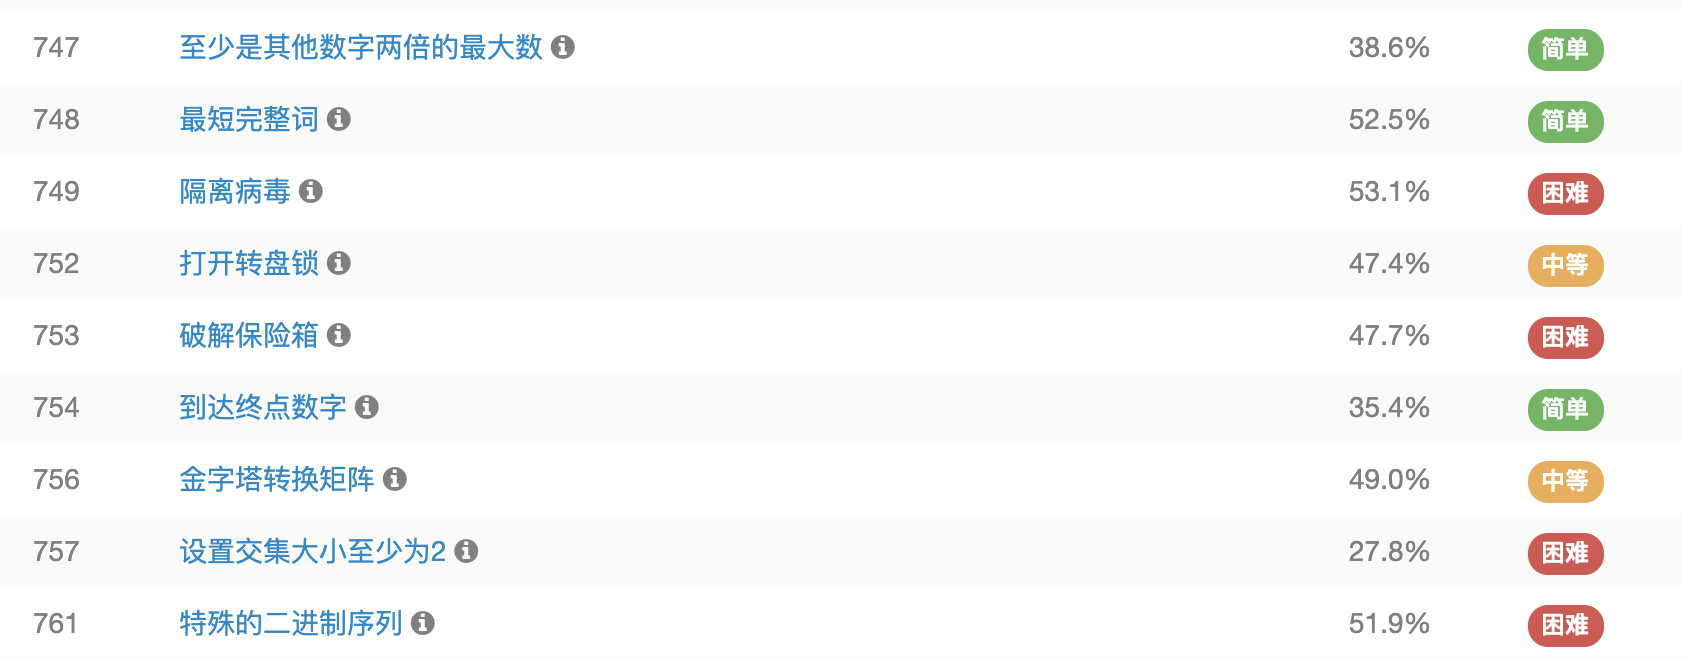 747 至少是其他数字两倍的最大数 38.6% 简单
748 最短完整词 52.5% 简单
749 隔离病毒 53.1% 困难
752 打开转盘锁 47.4% 中等
753 破解保险箱 47.7% 困难
754 到达终点数字 35.4% 简单
756 金字塔转换矩阵 49.0% 中等
757 设置交集大小至少为2 27.8% 困难
761 特殊的二进制序列 51.9% 困难